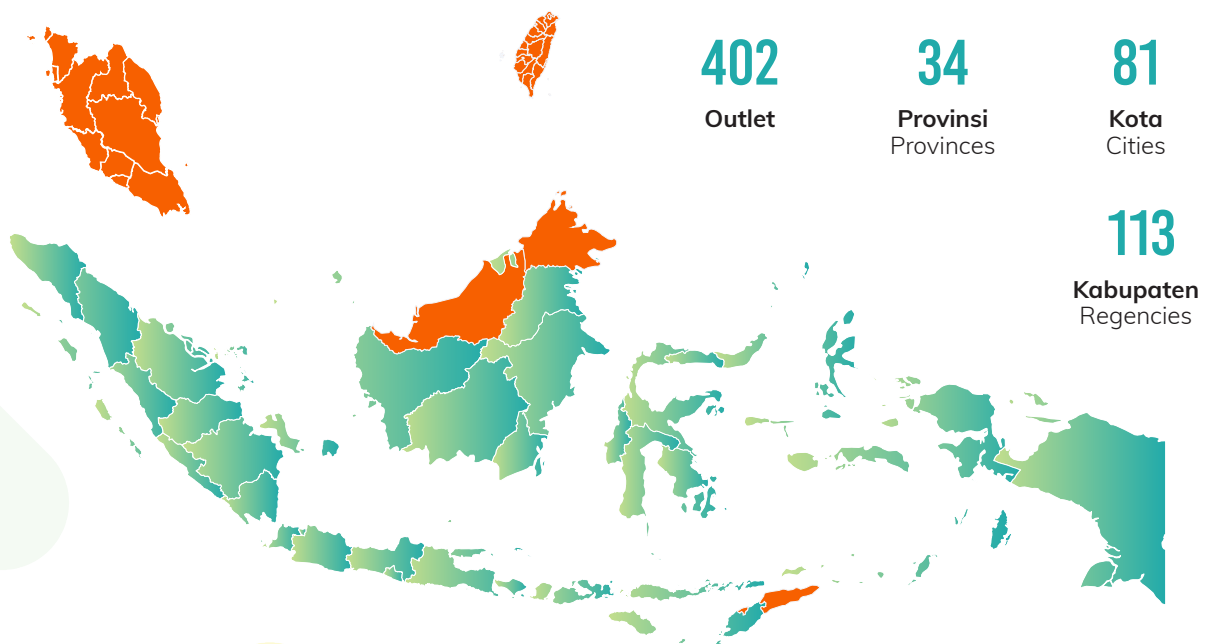 402
Outlet
34
Provinsi
Provinces
81
Kota
Cities
113
Kabupaten
Regencies